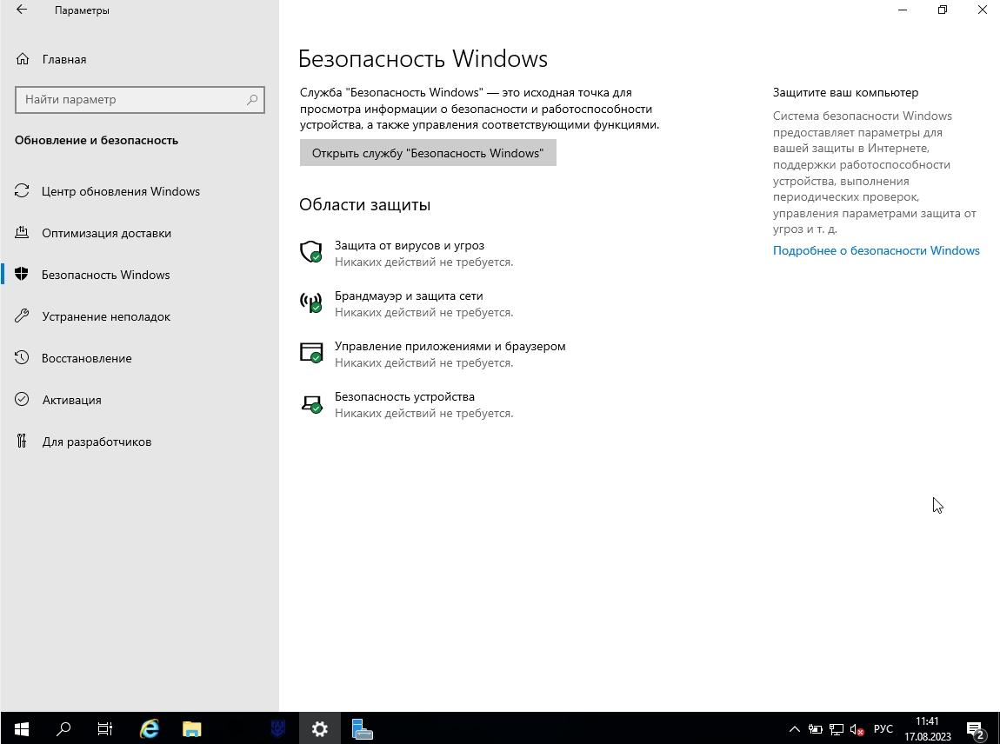 Параметры
Главная
Найти параметр
Обновление и безопасность
Центр обновления Windows
Оптимизация доставки
Безопасность Windows
Устранение неполадок
Восстановление
Активация
Для разработчиков
Безопасность Windows
Служба "Безопасность Windows" — это исходная точка для
просмотра информации о безопасности и работоспособности
устройства, а также управления соответствующими функциями.
Открыть службу "Безопасность Windows"
Области защиты
Защита от вирусов и угроз
Никаких действий не требуется.
Брандмауэр и защита сети
Никаких действий не требуется.
Управление приложениями и браузером
Никаких действий не требуется.
Безопасность устройства
Никаких действий не требуется.
Защитите ваш компьютер
Система безопасности Windows
предоставляет параметры для
вашей защиты в Интернете,
поддержки работоспособности
устройства, выполнения
периодических проверок,
управления параметрами защита от
угроз и т. д.
Подробнее о безопасности Windows
РУС
11:41
17.08.2023
2